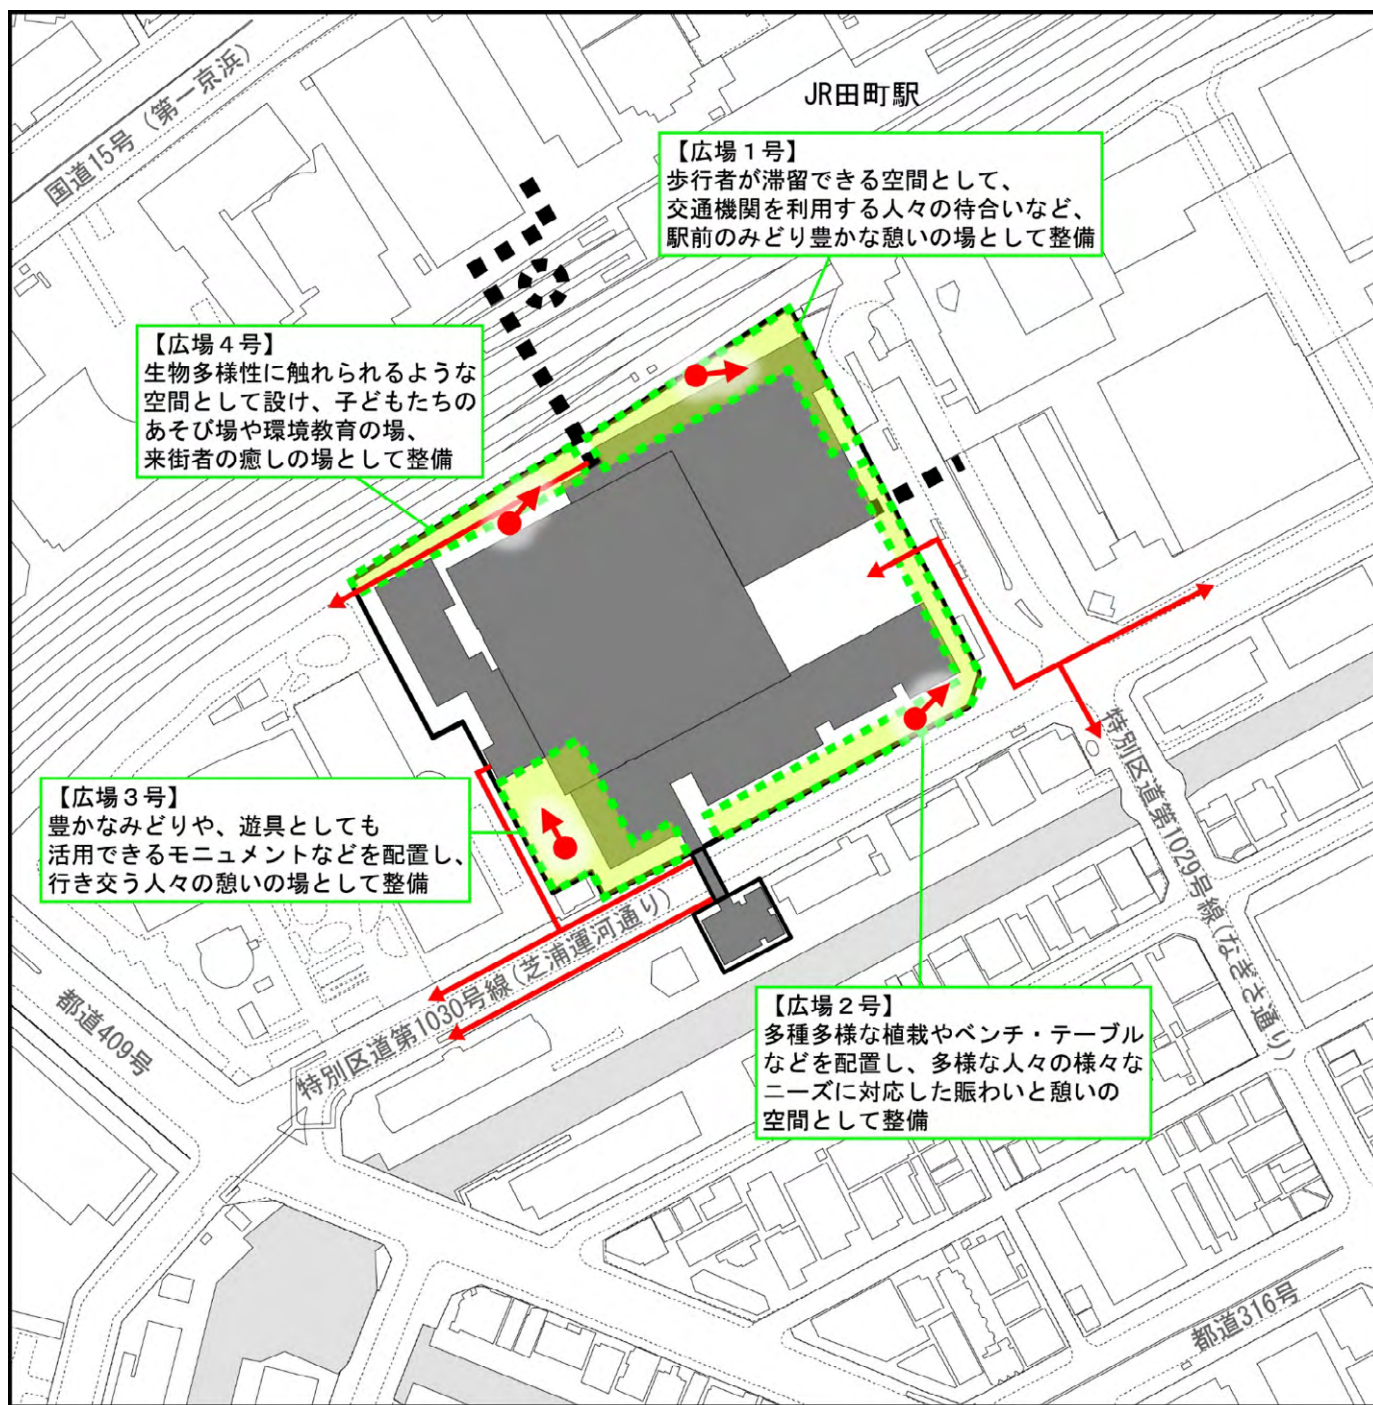 JR田町駅
国道15号(第一京浜)
【広場1号】
歩行者が滞留できる空間として、
交通機関を利用する人々の待合いなど、
駅前のみどり豊かな憩いの場として整備
【広場4号】
生物多様性に触れられるような
空間として設け、子どもたちの
あそび場や環境教育の場、
来街者の癒しの場として整備
【広場3号】
豊かなみどりや、遊具としても
活用できるモニュメントなどを配置し、
行き交う人々の憩いの場として整備
特別区道第1029号線(なぎさ通り)
特別区道第1030号線(芝浦運河通り)
都道409号
【広場2号】
多種多様な植栽やベンチ・テーブル
などを配置し、多様な人々の様々な
ニーズに対応した賑わいと憩いの
空間として整備
都道316号